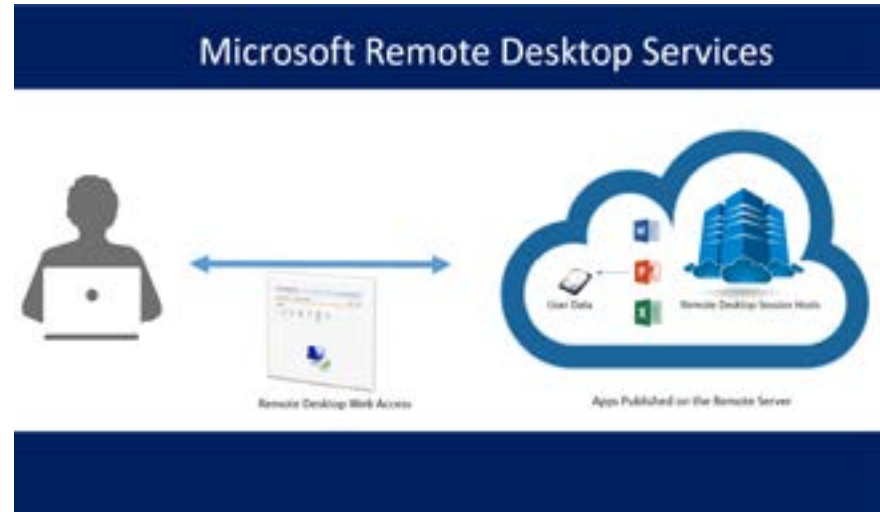 Microsoft Remote Desktop Services
User Data
Remote Desktop Session Hosts
Remote Desktop Web Access
Apps Published on the Remote Server